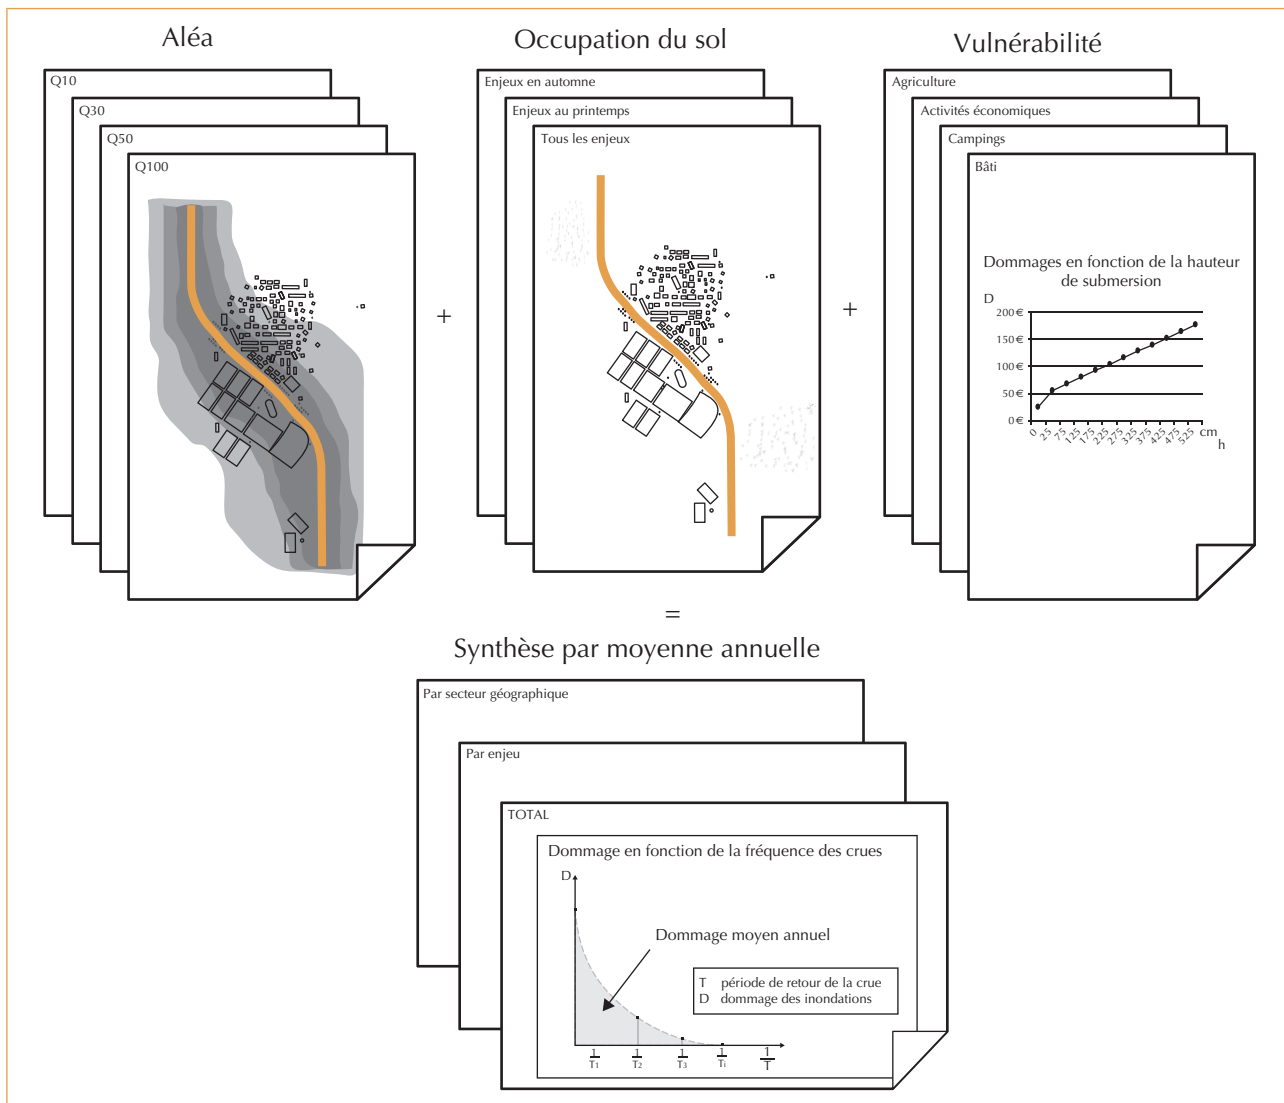 Aléa
Q10
Q30
Q50
Q100
+
Occupation du sol
Enjeux en automne
Enjeux au printemps
Tous les enjeux
+
Vulnérabilité
Agriculture
Activités économiques
Campings
Bâti
Dommages en fonction de la hauteur
de submersion
D
200 €
150 €
100 €
50 €
0 €
0 25 75 125 175 225 275 325 375 425 475 525 cm
h
=
Synthèse par moyenne annuelle
Par secteur géographique
Par enjeu
TOTAL
Dommage en fonction de la fréquence des crues
D
Dommage moyen annuel
T période de retour de la crue
D dommage des inondations
1/T1 1/T2 1/T3 1/Ti 1/T